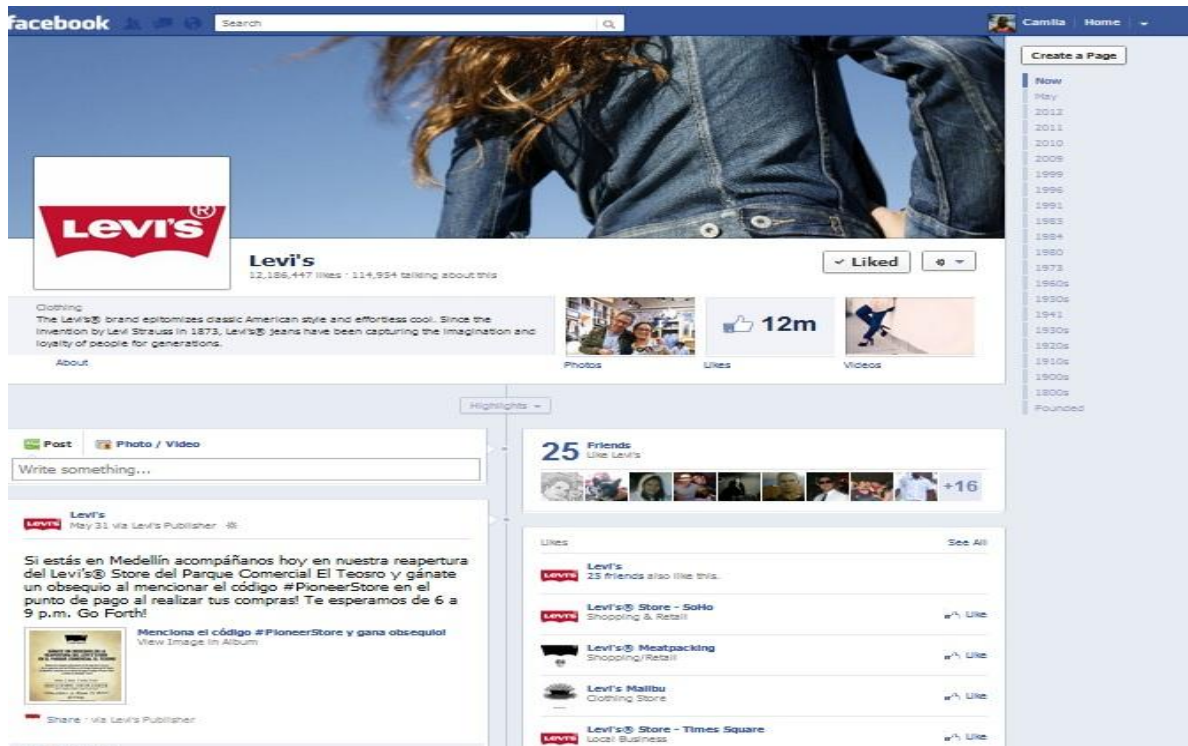 facebook
Search
Camila Home
Create a Page
Now
May
2012
2011
2010
2009
1999
1996
1991
1983
1984
1980
1973
1960s
1950s
1941
1930s
1920s
1910s
1900s
1800s
Founded
LEVI'S®
Levi's
12,186,447 likes · 114,954 talking about this
Liked
Clothing
The Levi's® brand epitomizes classic American style and effortless cool. Since the
invention by Levi Strauss in 1873, Levi's® jeans have been capturing the imagination and
loyalty of people for generations.
About
12m
Photos
Likes
Videos
Highlights
Post Photo / Video
Write something...
Levi's
May 31 via Levi's Publisher
Si estás en Medellín acompáñanos hoy en nuestra reapertura
del Levi's® Store del Parque Comercial El Teosro y gánate
un obsequio al mencionar el código #PioneerStore en el
punto de pago al realizar tus compras! Te esperamos de 6 a
9 p.m. Go Forth!
Menciona el código #PioneerStore y gana obsequio!
View Image in Album
Share · via Levi's Publisher
25 Friends
Like Levi's
+16
Likes See All
LEVI'S
Levi's
25 friends also like this.
LEVI'S
Levi's® Store - SoHo
Shopping & Retail
Like
Levi's® Meatpacking
Shopping/Retail
Like
Levi's Malibu
Clothing Store
Like
LEVI'S
Levi's® Store - Times Square
Local Business
Like